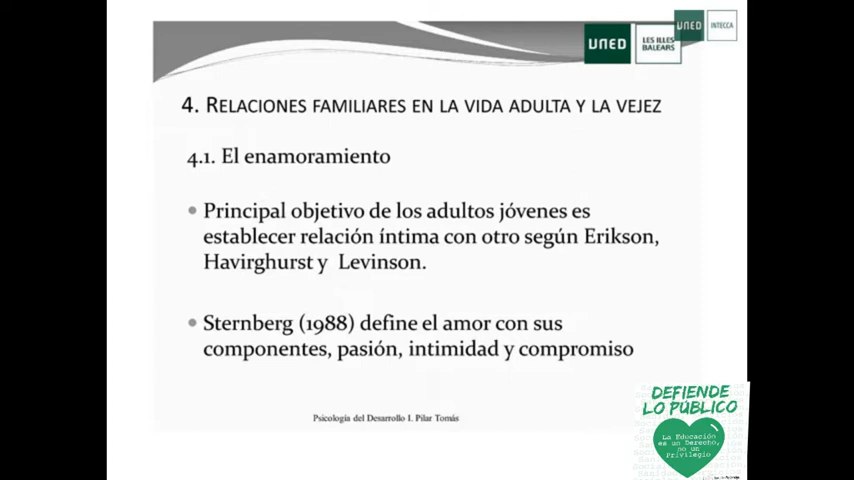 UNED
INTECCA
UNED
LES ILLES
BALEARS
4. RELACIONES FAMILIARES EN LA VIDA ADULTA Y LA VEJEZ
4.1. El enamoramiento
• Principal objetivo de los adultos jóvenes es
establecer relación íntima con otro según Erikson,
Havirghurst y Levinson.
• Sternberg (1988) define el amor con sus
componentes, pasión, intimidad y compromiso
Psicología del Desarrollo I. Pilar Tomás
DEFIENDE
LO PÚBLICO
La Educación
es un Derecho,
no un
Privilegio